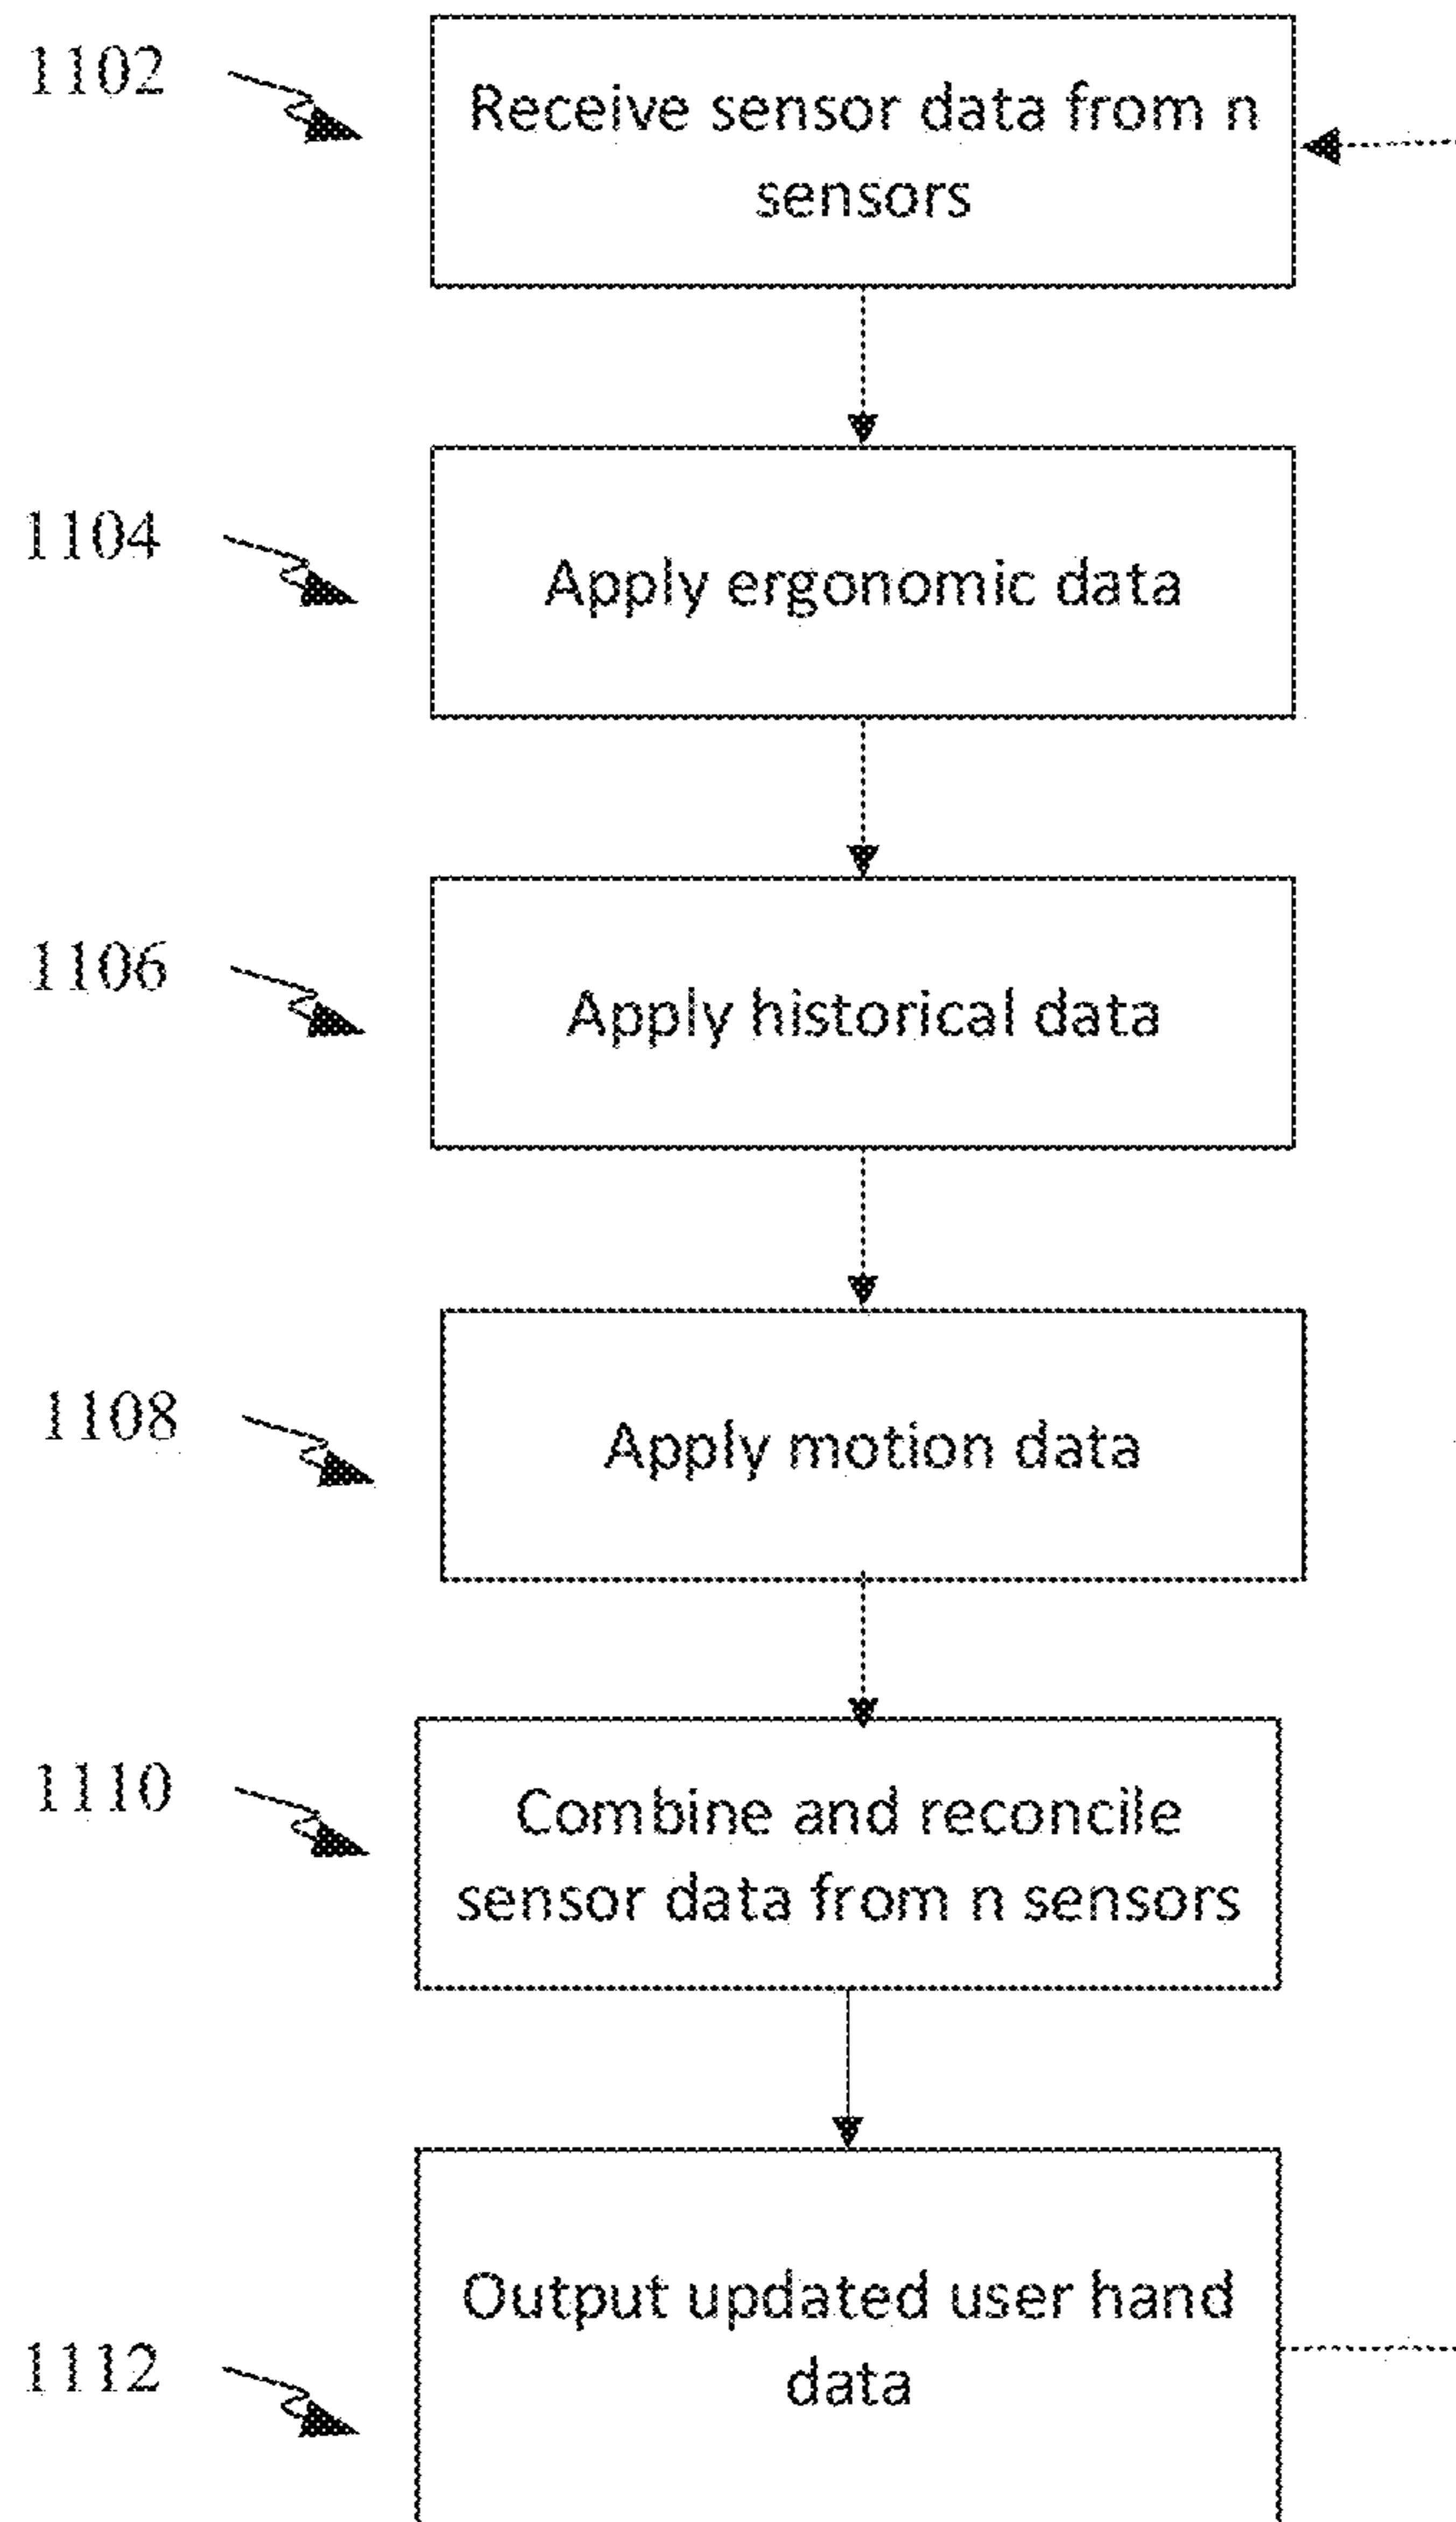 1102
Receive sensor data from n
sensors
1104
Apply ergonomic data
1106
Apply historical data
1108
Apply motion data
1110
Combine and reconcile
sensor data from n sensors
1112
Output updated user hand
data